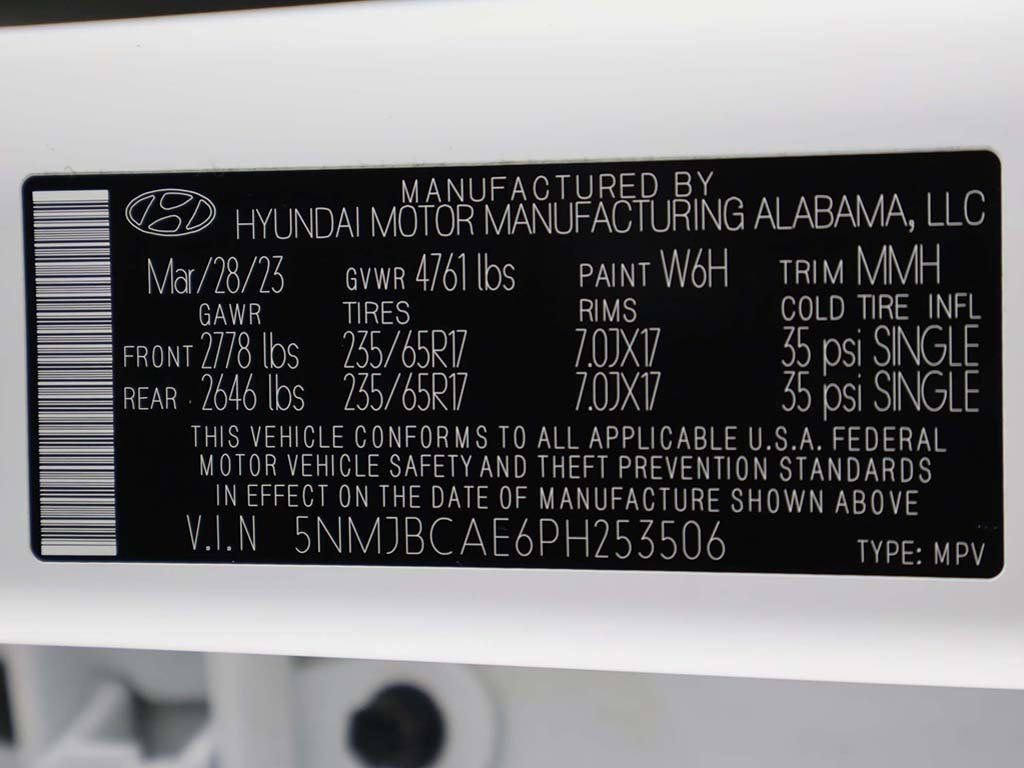 MANUFACTURED BY
HYUNDAI MOTOR MANUFACTURING ALABAMA, LLC
Mar/28/23 GVWR 4761 lbs PAINT W6H TRIM MMH
GAWR TIRES RIMS COLD TIRE INFL
FRONT 2778 lbs 235/65R17 7.0JX17 35 psi SINGLE
REAR 2646 lbs 235/65R17 7.0JX17 35 psi SINGLE
THIS VEHICLE CONFORMS TO ALL APPLICABLE U.S.A. FEDERAL
MOTOR VEHICLE SAFETY AND THEFT PREVENTION STANDARDS
IN EFFECT ON THE DATE OF MANUFACTURE SHOWN ABOVE
V.I.N 5NMJBCAE6PH253506 TYPE: MPV